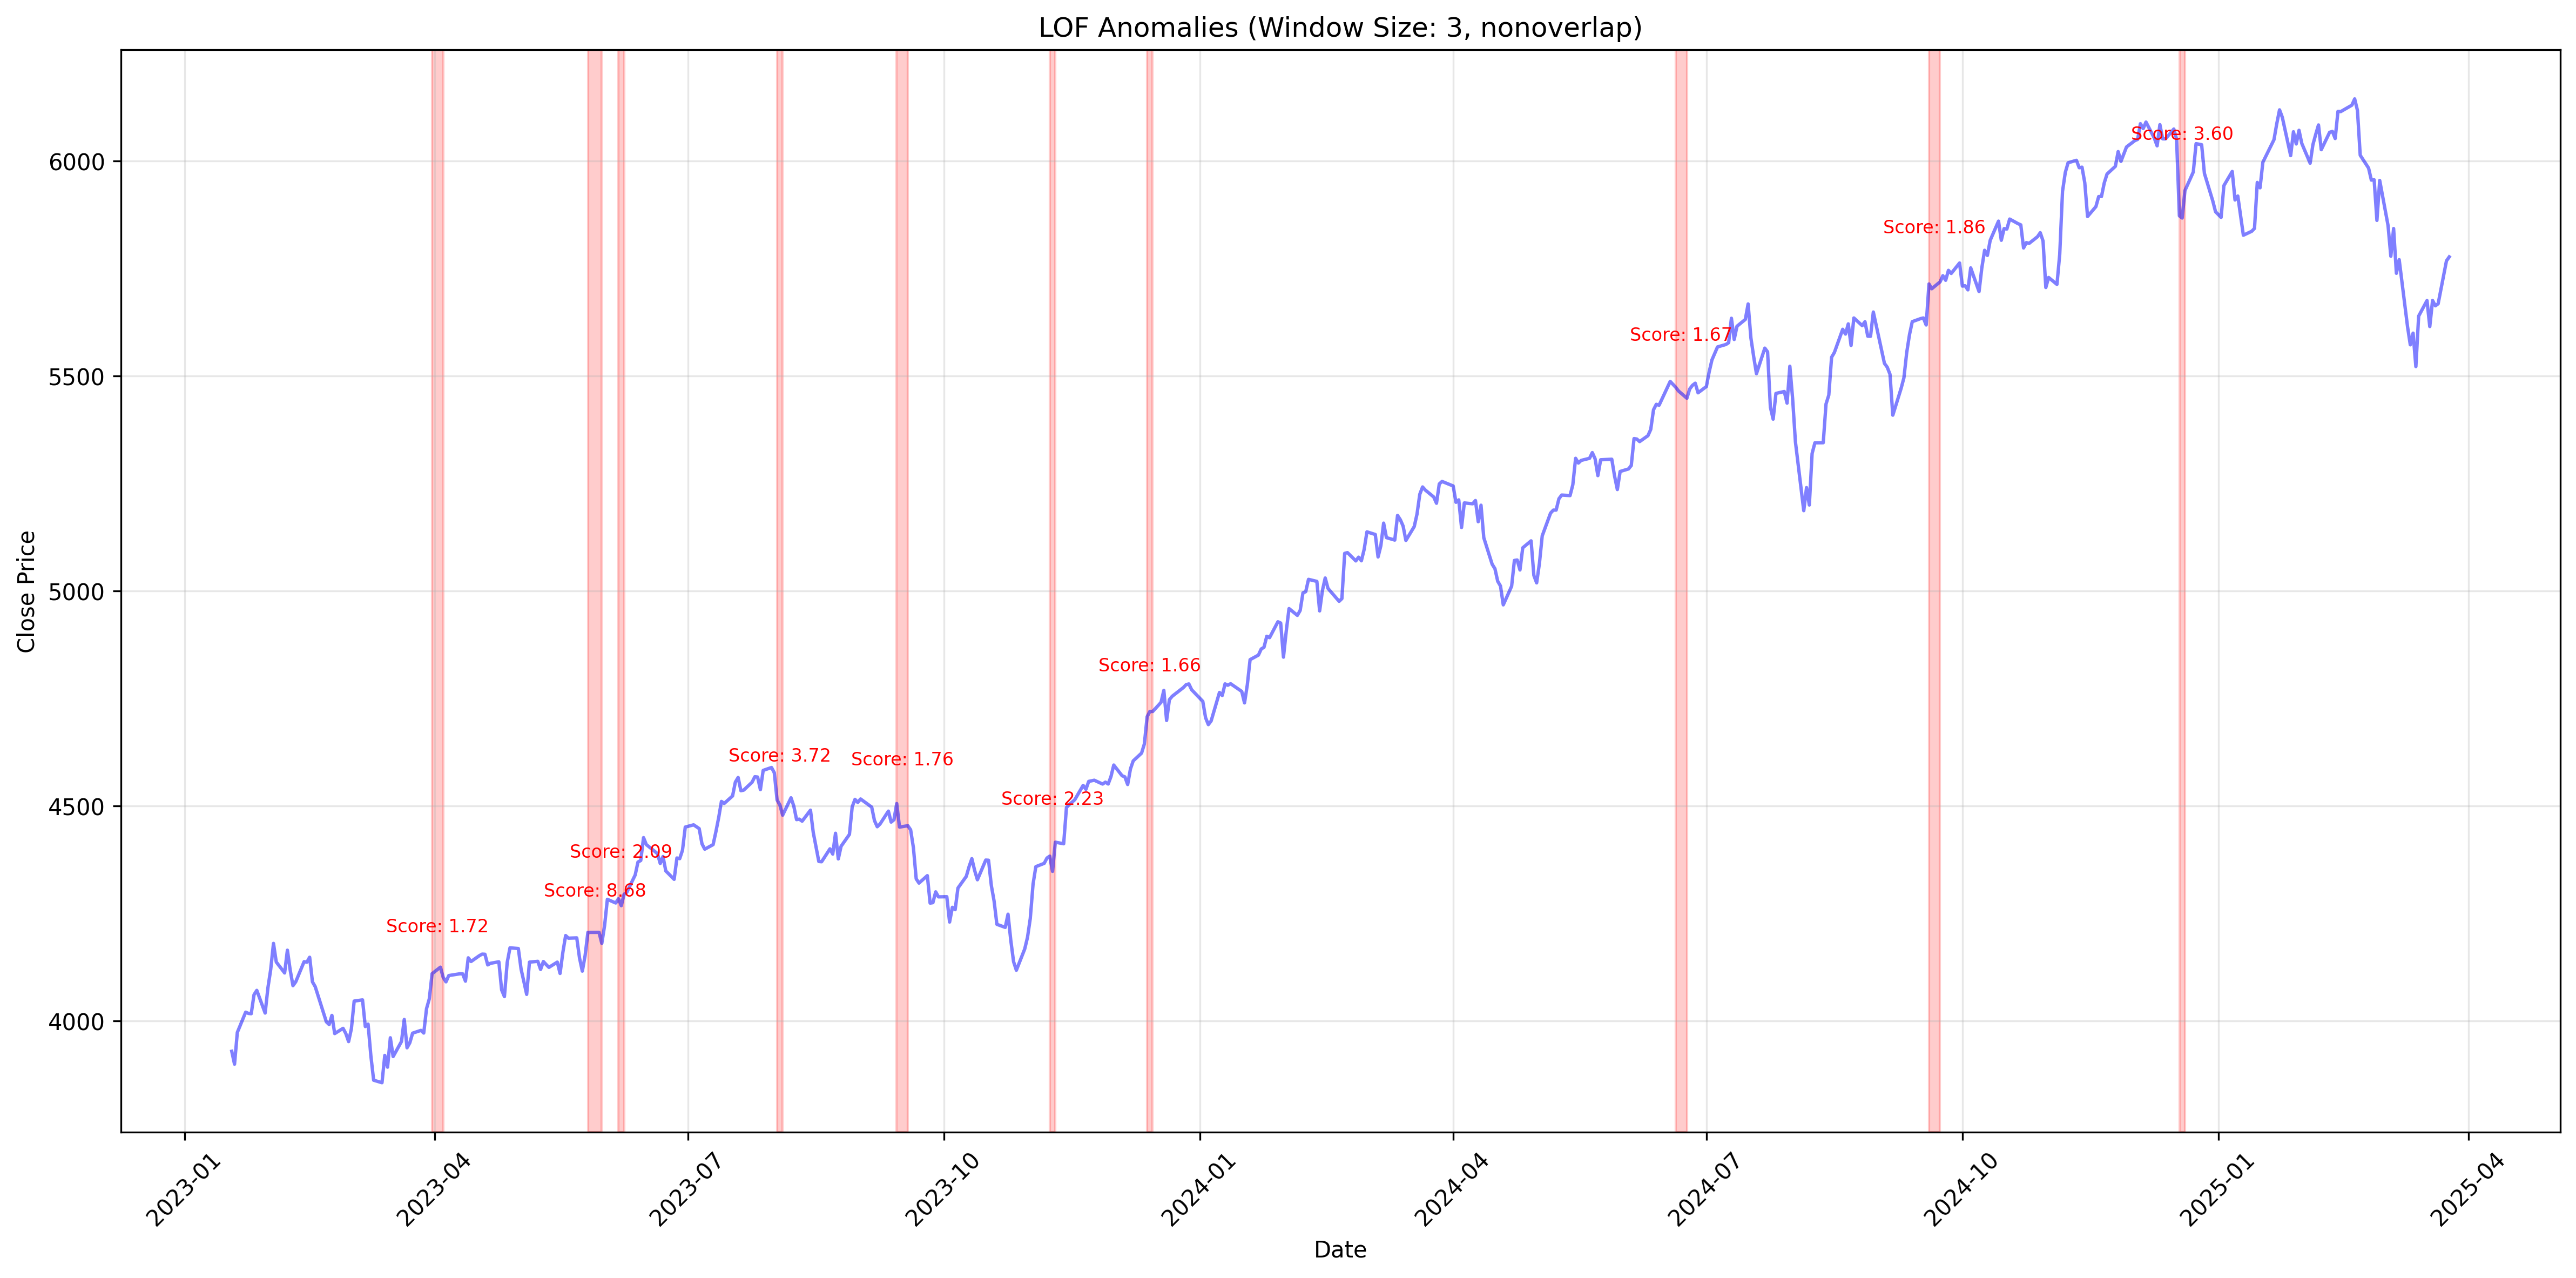 LOF Anomalies (Window Size: 3, nonoverlap)
Close Price
6000
5500
5000
4500
4000
Score: 1.72
Score: 8.68
Score: 2.09
Score: 3.72
Score: 1.76
Score: 2.23
Score: 1.66
Score: 1.67
Score: 1.86
Score: 3.60
2023-01
2023-04
2023-07
2023-10
2024-01
2024-04
2024-07
2024-10
2025-01
2025-04
Date